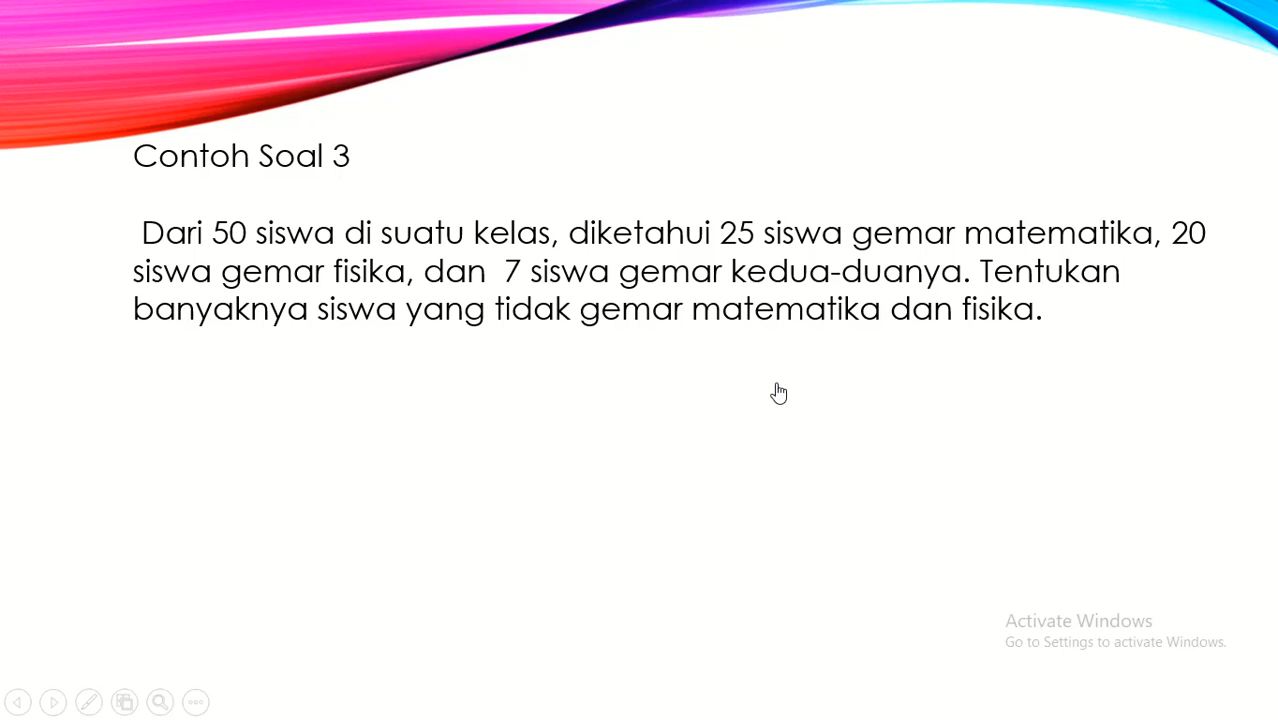 Contoh Soal 3
Dari 50 siswa di suatu kelas, diketahui 25 siswa gemar matematika, 20
siswa gemar fisika, dan 7 siswa gemar kedua-duanya. Tentukan
banyaknya siswa yang tidak gemar matematika dan fisika.
Activate Windows
Go to Settings to activate Windows.